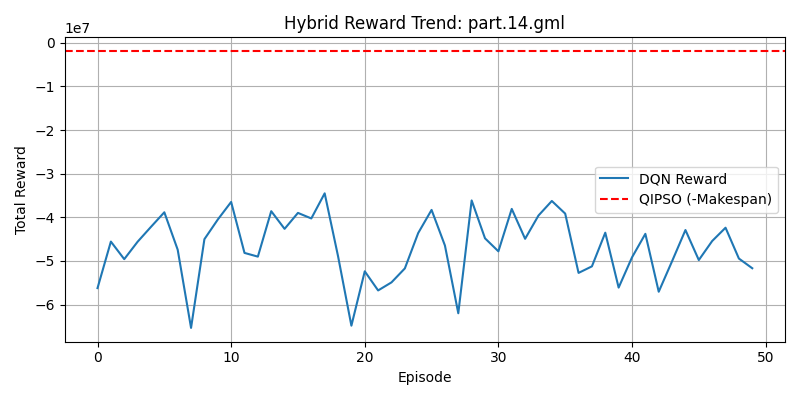 Hybrid Reward Trend: part.14.gml
1e7
0
−1
−2
−3
−4
−5
−6
Total Reward
DQN Reward
QIPSO (-Makespan)
0 10 20 30 40 50
Episode